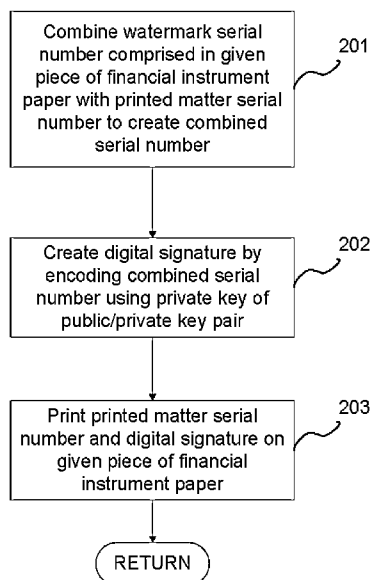 Combine watermark serial
number comprised in given
piece of financial instrument
paper with printed matter serial
number to create combined
serial number
201
Create digital signature by
encoding combined serial
number using private key of
public/private key pair
202
Print printed matter serial
number and digital signature on
given piece of financial
instrument paper
203
RETURN